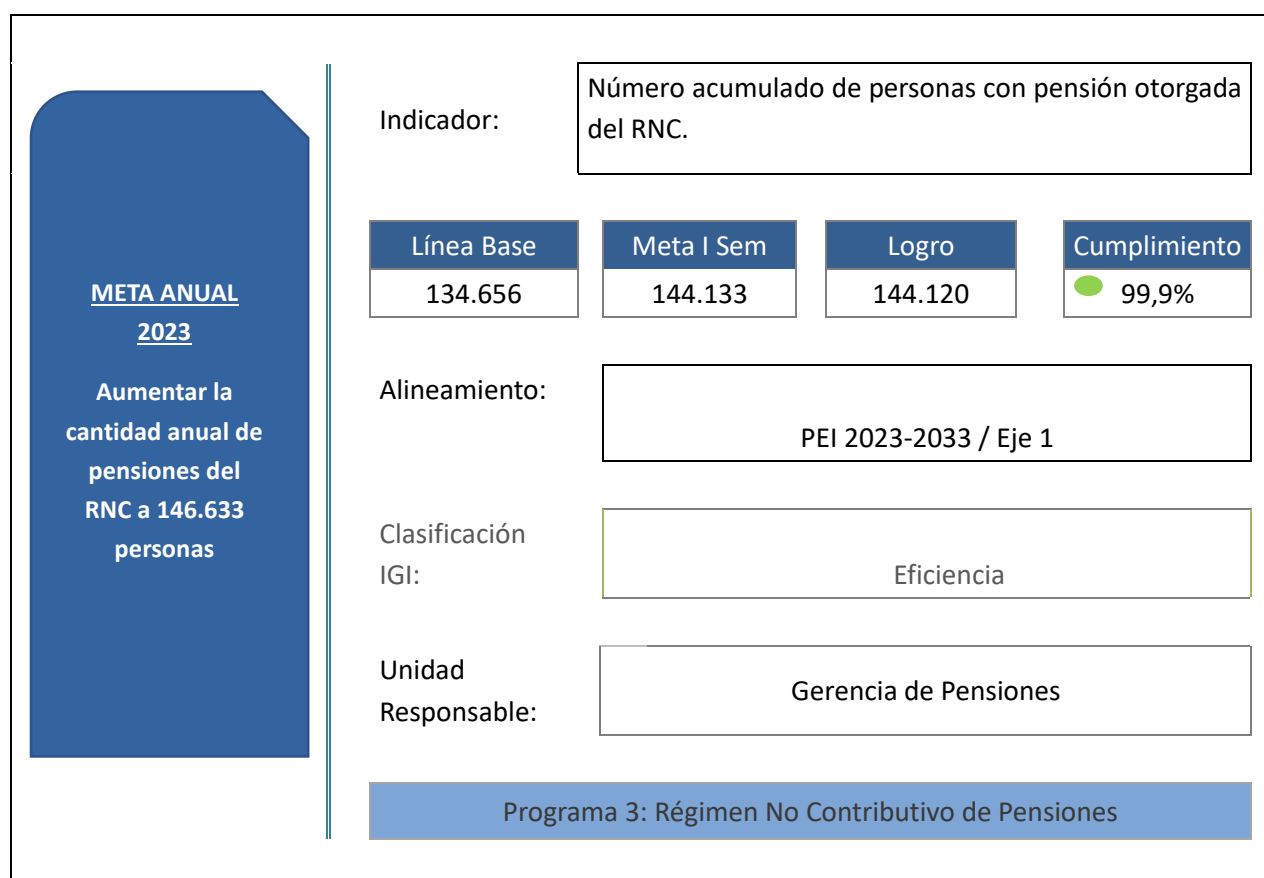 META ANUAL
2023
Aumentar la
cantidad anual de
pensiones del
RNC a 146.633
personas
Indicador:
Número acumulado de personas con pensión otorgada
del RNC.
Línea Base
Meta I Sem
Logro
Cumplimiento
134.656
144.133
144.120
99,9%
Alineamiento:
PEI 2023-2033 / Eje 1
Clasificación
IGI:
Eficiencia
Unidad
Responsable:
Gerencia de Pensiones
Programa 3: Régimen No Contributivo de Pensiones